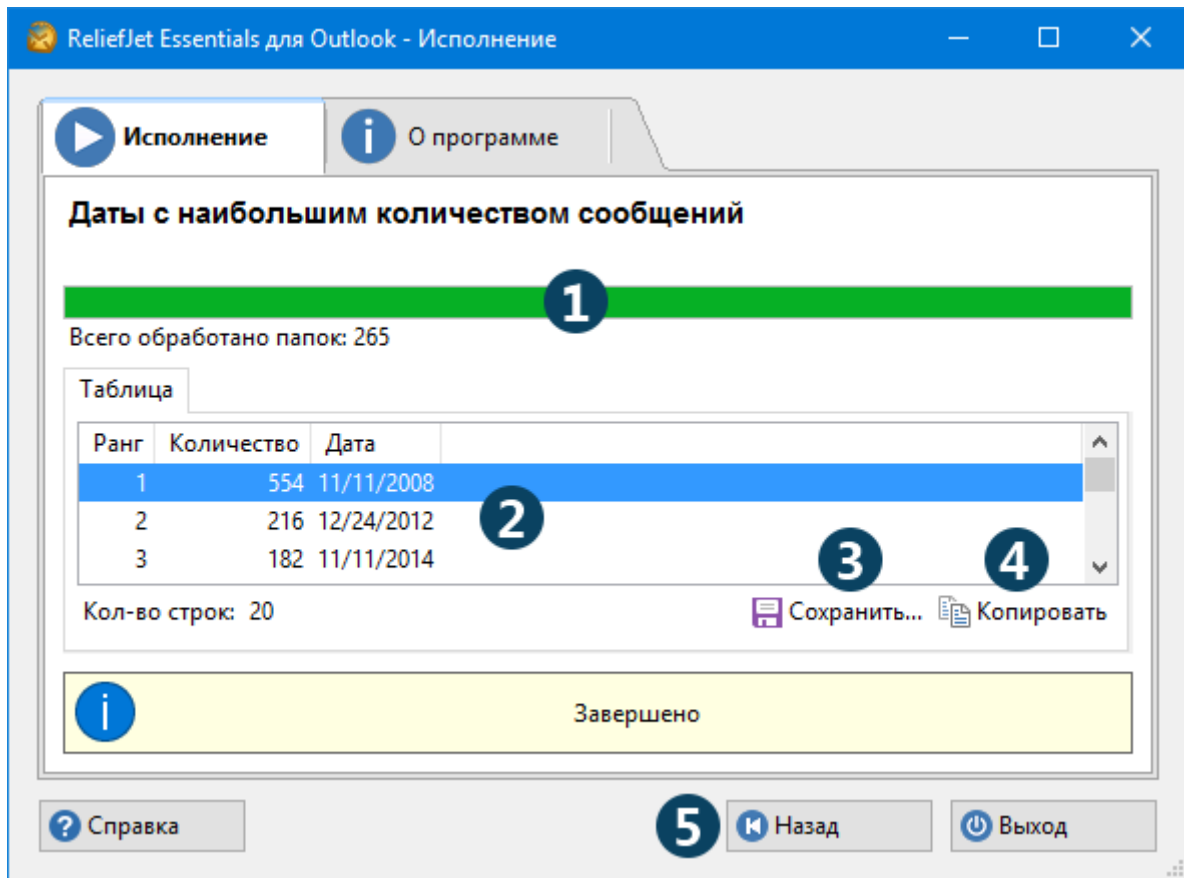 ReliefJet Essentials для Outlook - Исполнение
Исполнение
О программе
Даты с наибольшим количеством сообщений
1
Всего обработано папок: 265
Таблица
Ранг Количество Дата
1 554 11/11/2008
2 216 12/24/2012
2
3 182 11/11/2014
3 4
Кол-во строк: 20 Сохранить... Копировать
Завершено
Справка 5 Назад Выход